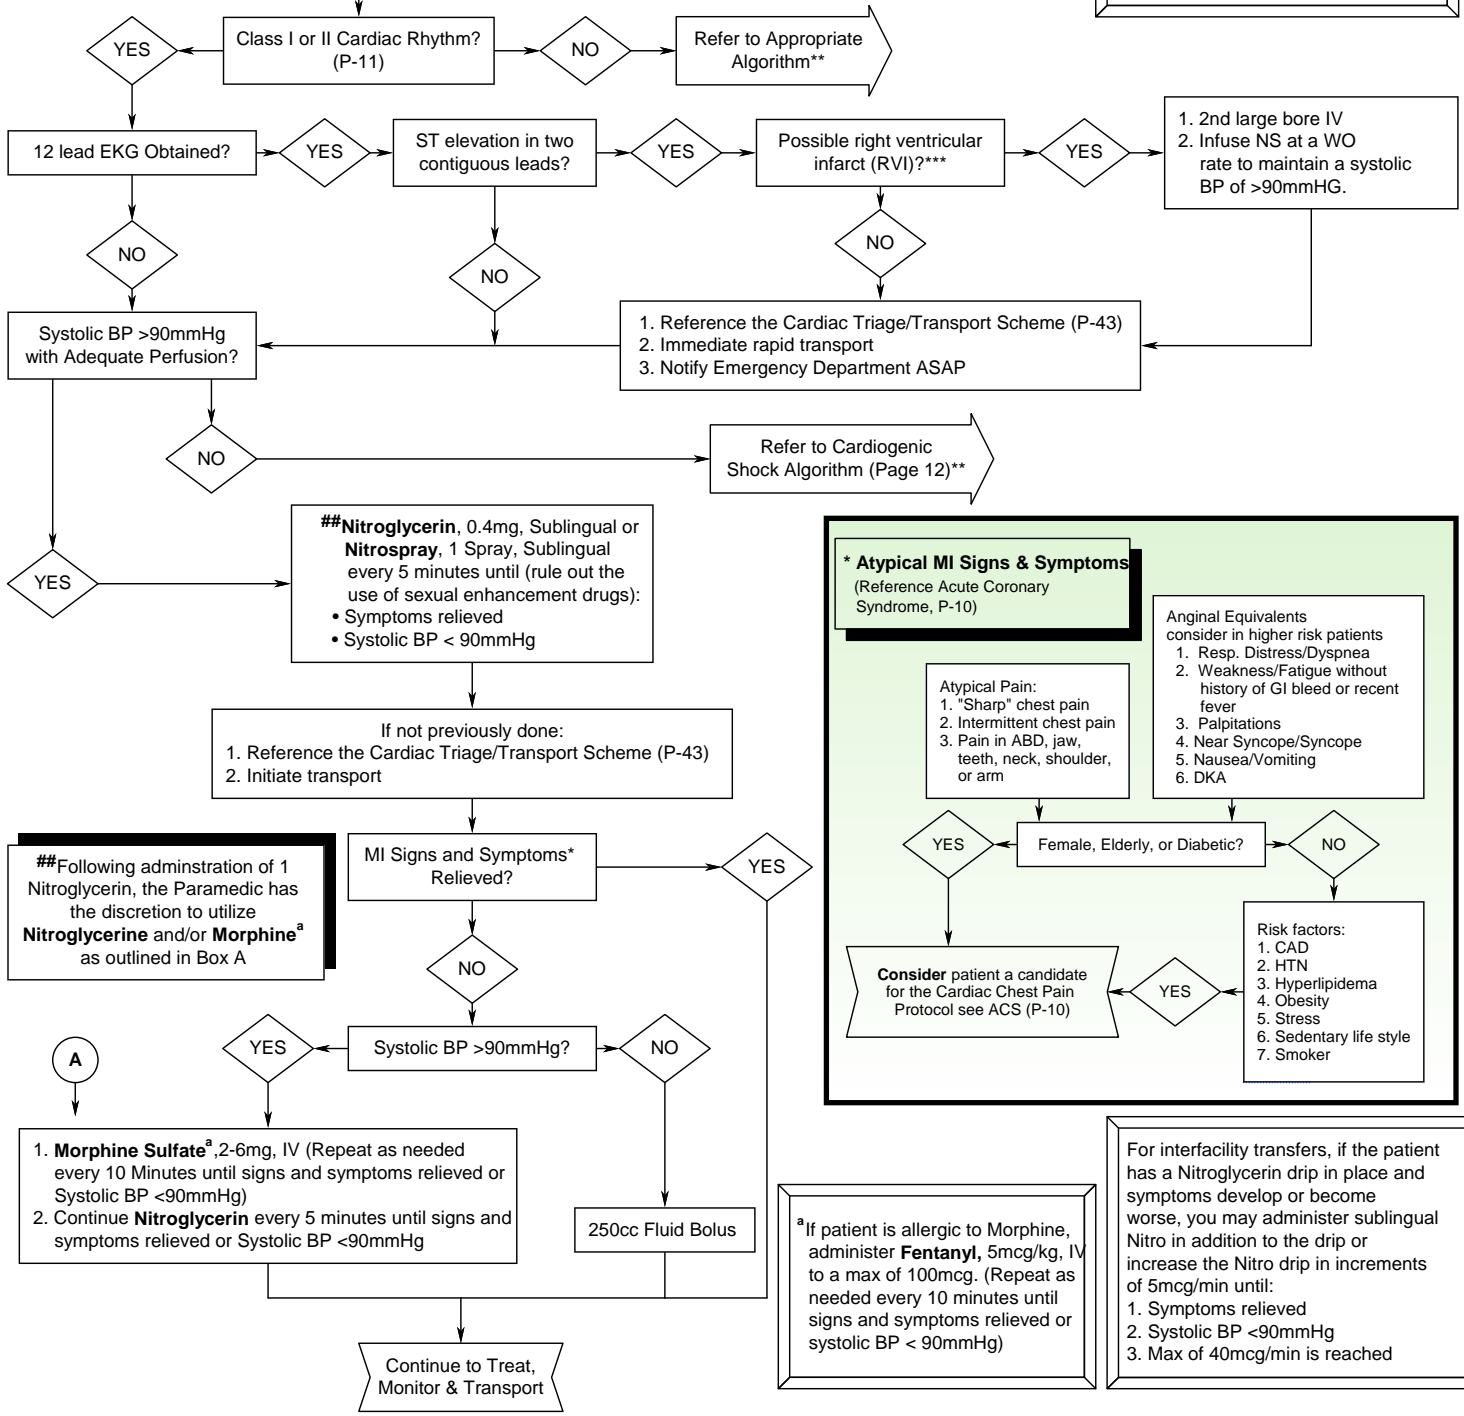 YES
Class I or II Cardiac Rhythm?
(P-11)
NO
Refer to Appropriate
Algorithm**
12 lead EKG Obtained?
YES
ST elevation in two
contiguous leads?
YES
Possible right ventricular
infarct (RVI)?***
YES
1. 2nd large bore IV
2. Infuse NS at a WO
rate to maintain a systolic
BP of >90mmHG.
NO
NO
NO
Systolic BP >90mmHg
with Adequate Perfusion?
1. Reference the Cardiac Triage/Transport Scheme (P-43)
2. Immediate rapid transport
3. Notify Emergency Department ASAP
NO
Refer to Cardiogenic
Shock Algorithm (Page 12)**
YES
##Nitroglycerin, 0.4mg, Sublingual or
Nitrospray, 1 Spray, Sublingual
every 5 minutes until (rule out the
use of sexual enhancement drugs):
• Symptoms relieved
• Systolic BP < 90mmHg
If not previously done:
1. Reference the Cardiac Triage/Transport Scheme (P-43)
2. Initiate transport
##Following adminstration of 1
Nitroglycerin, the Paramedic has
the discretion to utilize
Nitroglycerine and/or Morphine a
as outlined in Box A
MI Signs and Symptoms*
Relieved?
YES
NO
Systolic BP >90mmHg?
YES
NO
A
1. Morphine Sulfate a,2-6mg, IV (Repeat as needed
every 10 Minutes until signs and symptoms relieved or
Systolic BP <90mmHg)
2. Continue Nitroglycerin every 5 minutes until signs and
symptoms relieved or Systolic BP <90mmHg
250cc Fluid Bolus
Continue to Treat,
Monitor & Transport
* Atypical MI Signs & Symptoms
(Reference Acute Coronary
Syndrome, P-10)
Atypical Pain:
1. "Sharp" chest pain
2. Intermittent chest pain
3. Pain in ABD, jaw,
teeth, neck, shoulder,
or arm
Anginal Equivalents
consider in higher risk patients
1. Resp. Distress/Dyspnea
2. Weakness/Fatigue without
history of GI bleed or recent
fever
3. Palpitations
4. Near Syncope/Syncope
5. Nausea/Vomiting
6. DKA
YES
Female, Elderly, or Diabetic?
NO
Consider patient a candidate
for the Cardiac Chest Pain
Protocol see ACS (P-10)
YES
Risk factors:
1. CAD
2. HTN
3. Hyperlipidema
4. Obesity
5. Stress
6. Sedentary life style
7. Smoker
a If patient is allergic to Morphine,
administer Fentanyl, 5mcg/kg, IV
to a max of 100mcg. (Repeat as
needed every 10 minutes until
signs and symptoms relieved or
systolic BP < 90mmHg)
For interfacility transfers, if the patient
has a Nitroglycerin drip in place and
symptoms develop or become
worse, you may administer sublingual
Nitro in addition to the drip or
increase the Nitro drip in increments
of 5mcg/min until:
1. Symptoms relieved
2. Systolic BP <90mmHg
3. Max of 40mcg/min is reached